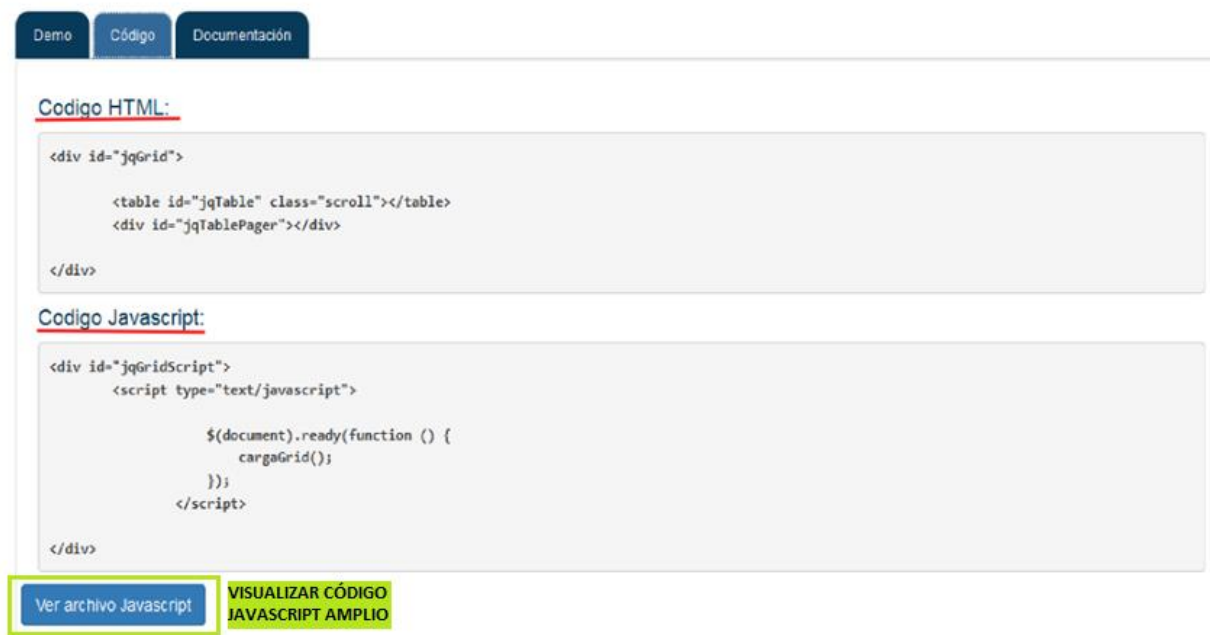 Demo Código Documentación
Codigo HTML:
<div id="jqGrid">
<table id="jqTable" class="scroll"></table>
<div id="jqTablePager"></div>
</div>
Codigo Javascript:
<div id="jqGridScript">
<script type="text/javascript">
$(document).ready(function () {
cargaGrid();
});
</script>
</div>
Ver archivo Javascript
VISUALIZAR CÓDIGO
JAVASCRIPT AMPLIO